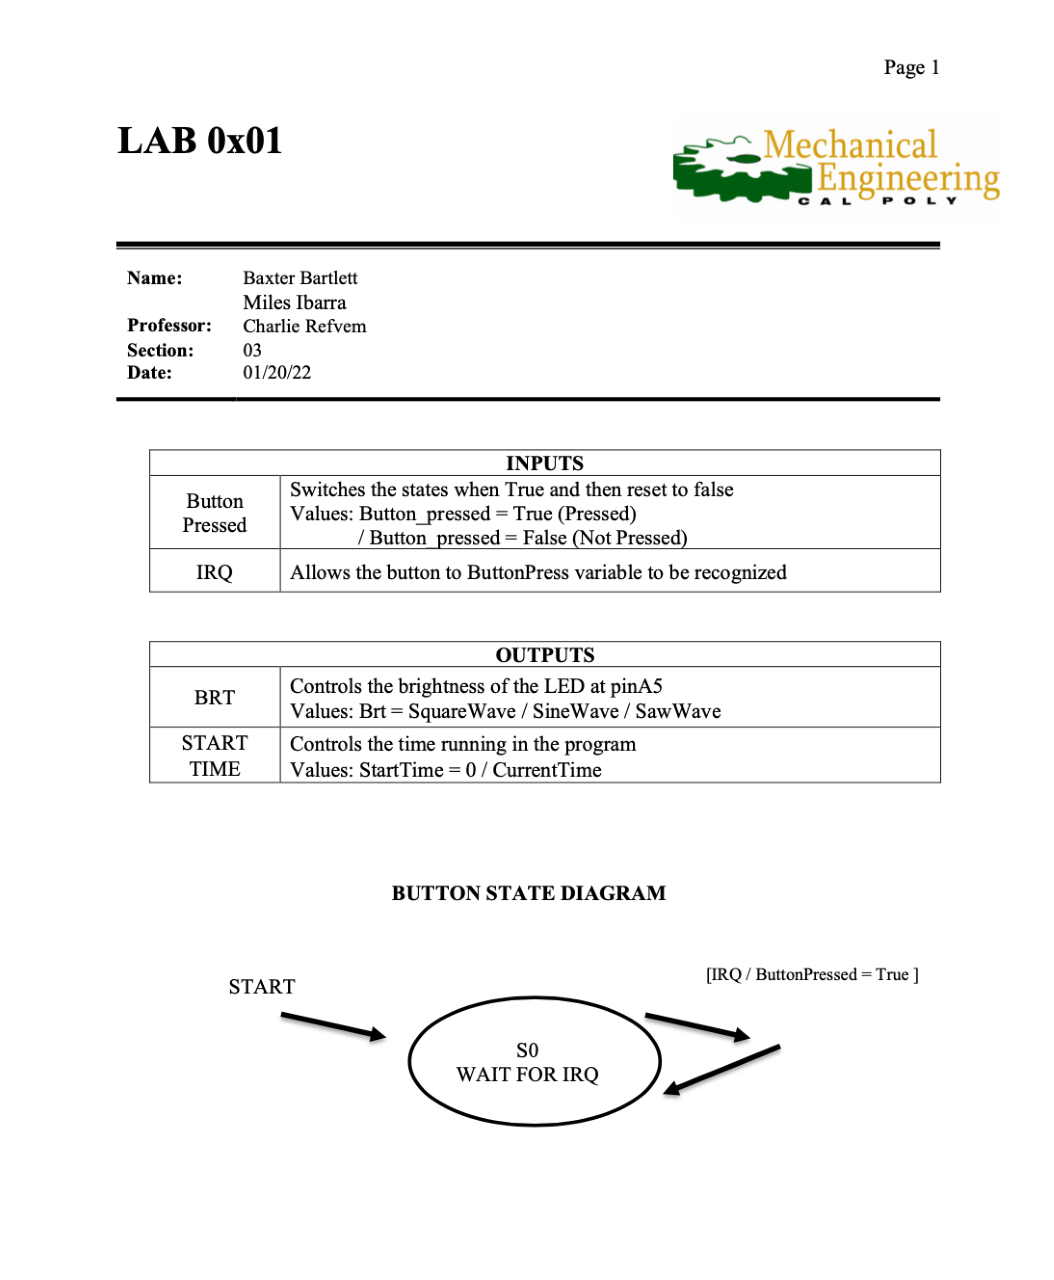 Page 1
LAB 0x01
Mechanical
Engineering
CAL POLY
Name: Baxter Bartlett
Miles Ibarra
Professor: Charlie Refvem
Section: 03
Date: 01/20/22
INPUTS
Button
Pressed
Switches the states when True and then reset to false
Values: Button_pressed = True (Pressed)
/ Button_pressed = False (Not Pressed)
IRQ
Allows the button to ButtonPress variable to be recognized
OUTPUTS
BRT
Controls the brightness of the LED at pinA5
Values: Brt = SquareWave / SineWave / SawWave
START
TIME
Controls the time running in the program
Values: StartTime = 0 / CurrentTime
BUTTON STATE DIAGRAM
START
[IRQ / ButtonPressed = True ]
S0
WAIT FOR IRQ